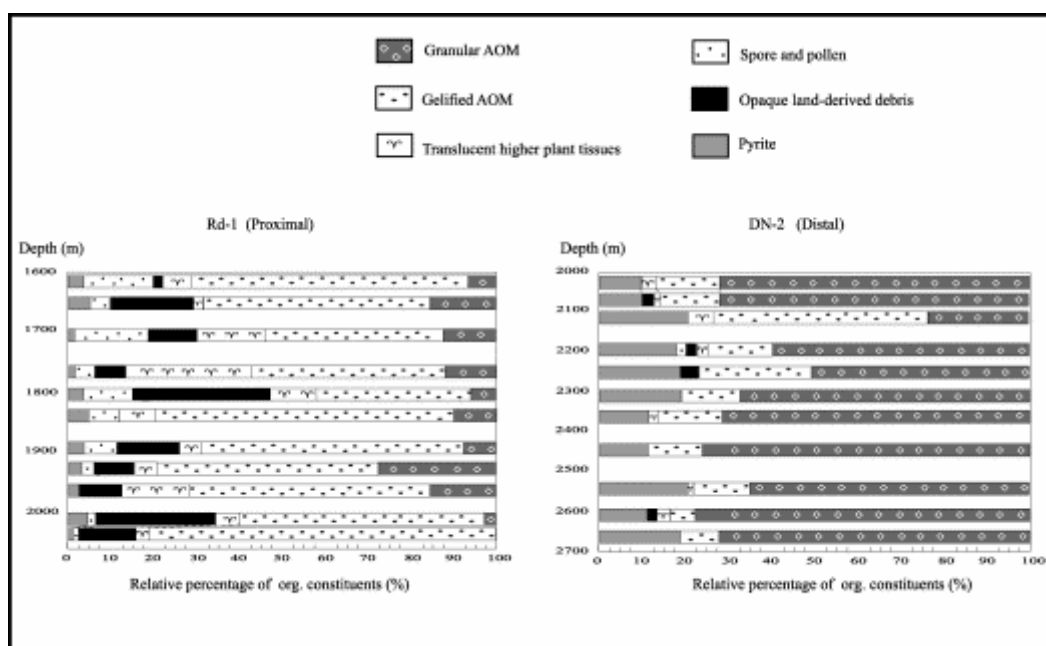 Granular AOM
Spore and pollen
Gelified AOM
Opaque land-derived debris
Translucent higher plant tissues
Pyrite
Rd-1 (Proximal)
DN-2 (Distal)
Depth (m)
Depth (m)
1600
1700
1800
1900
2000
0 10 20 30 40 50 60 70 80 90 100
Relative percentage of org. constituents (%)
2000
2100
2200
2300
2400
2500
2600
2700
0 10 20 30 40 50 60 70 80 90 100
Relative percentage of org. constituents (%)